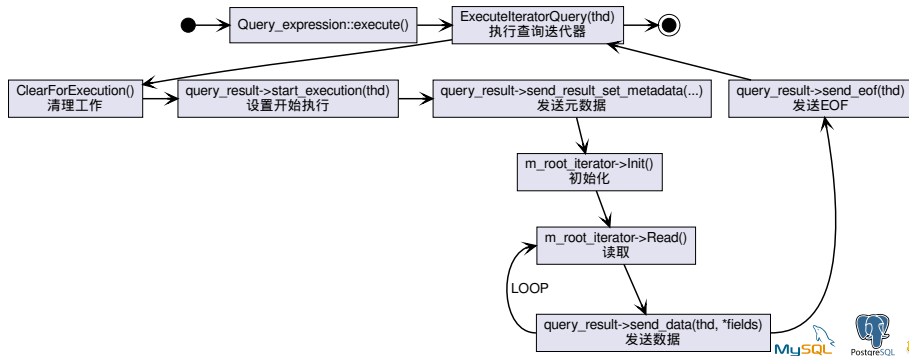 Query_expression::execute()
ExecuteIteratorQuery(thd)
执行查询迭代器
ClearForExecution()
清理工作
query_result->start_execution(thd)
设置开始执行
query_result->send_result_set_metadata(...)
发送元数据
query_result->send_eof(thd)
发送EOF
m_root_iterator->Init()
初始化
m_root_iterator->Read()
读取
LOOP
query_result->send_data(thd, *fields)
发送数据
MySQL
PostgreSQL